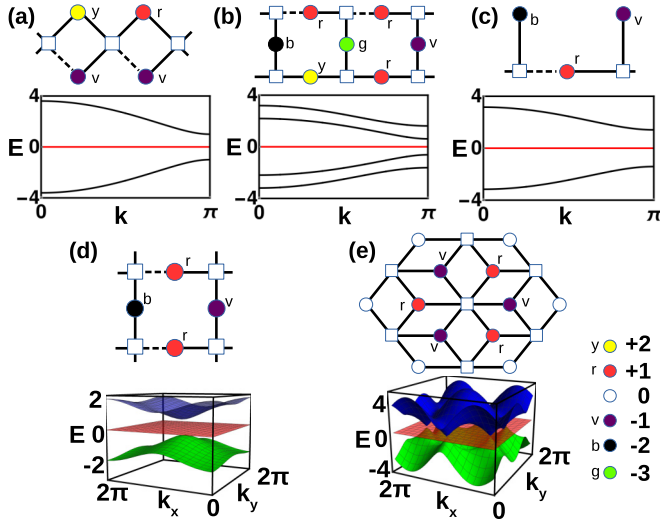 (a) y r
v v
(b) r r
b g v
y r
(c) b v
r
4
E 0
−4
0 k π
4
E 0
−4
0 k π
4
E 0
−4
0 k π
(d) r
b v
r
(e) v r
r v
v r
y +2
r +1
0
v -1
b -2
g -3
2
E 0
-2
2π kx 0 ky 2π
4
E 0
-4
2π kx 0 ky 2π